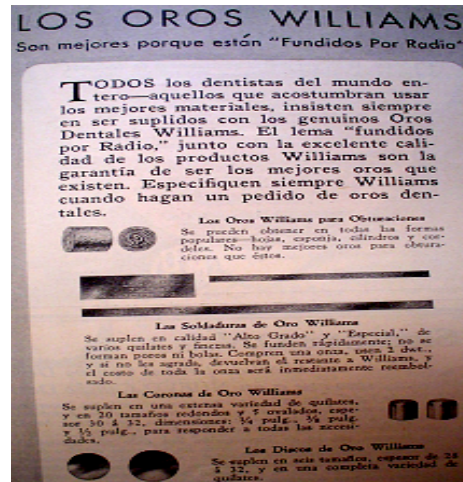 LOS OROS WILLIAMS
Son mejores porque están "Fundidos Por Radio"
TODOS los dentistas del mundo en-
tero—aquellos que acostumbran usar
los mejores materiales, insisten siempre
en ser suplidos con los genuinos Oros
Dentales Williams. El lema "fundidos
por Rádio," junto con la excelente cali-
dad de los productos Williams son la
garantía de ser los mejores oros que
existen. Especifiquen siempre Williams
cuando hagan un pedido de oros den-
tales.
Los Oros Williams para Obturaciones
Se pueden obtener en todas las formas
populares—hojas, esponja, cilindros y cor-
deles. No hay mejores oros para obtura-
ciones que éstos.
Las Soldaduras de Oro Williams
Se suplen en calidad "Alto Grado" y "Especial," de
varios quilates y finezas. Se funden rápidamente; no se
forman poros ni bolas. Compren una onza, usen 2 dwt.,
y si no les agrada, devuelvan el restante a Williams, y
el costo de toda la onza será inmediatamente reembol-
sado.
Las Coronas de Oro Williams
Se suplen en una extensa variedad de quilates,
y en 20 tamaños redondos y 5 ovalados, espe-
sor 30 á 32, dimensiones: ¼ pulg., ⅜ pulg.
y ½ pulg., para responder a todas las necesi-
dades.
Los Discos de Oro Williams
Se suplen en seis tamaños, espesor de 28
á 32, y en una completa variedad de
quilates.